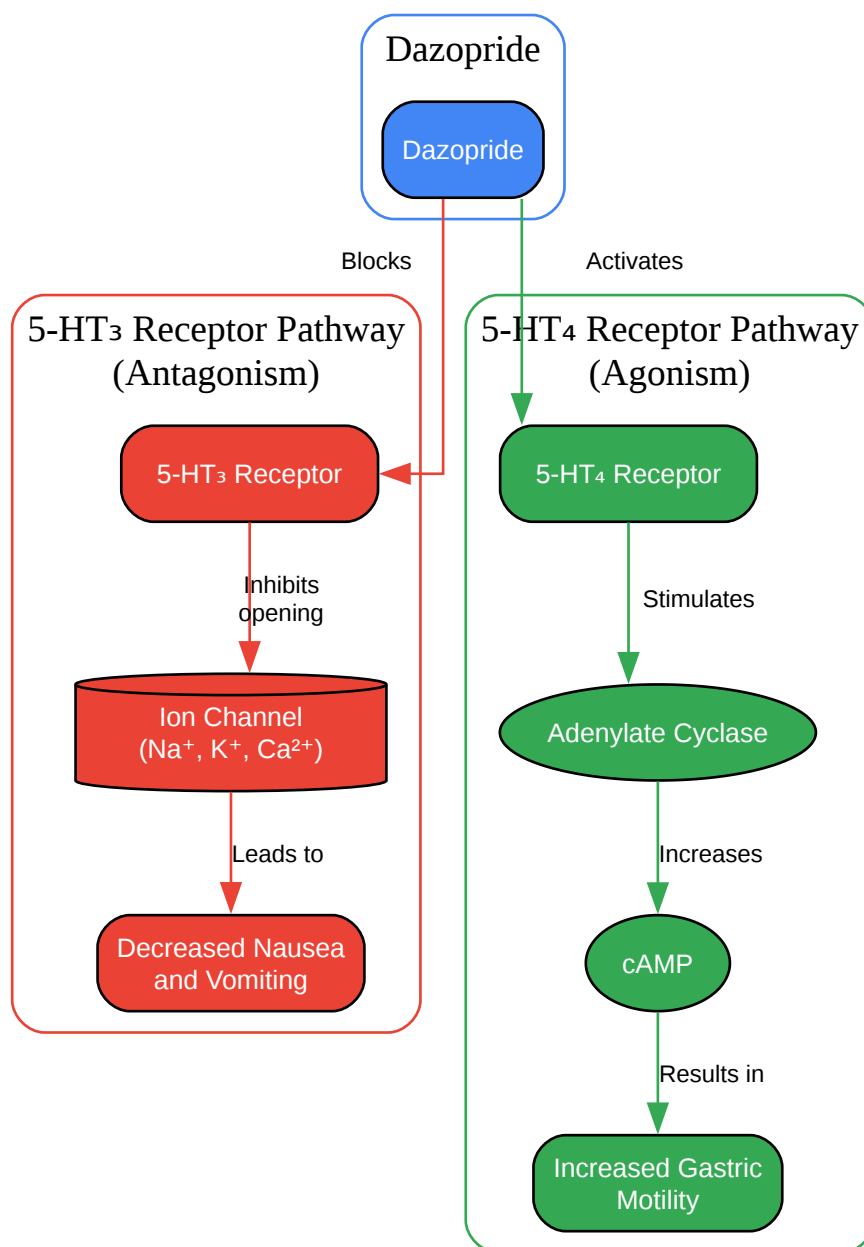 Dazopride
Dazopride
Blocks
Activates
5-HT₃ Receptor Pathway
(Antagonism)
5-HT₃ Receptor
Inhibits
opening
Ion Channel
(Na⁺, K⁺, Ca²⁺)
Leads to
Decreased Nausea
and Vomiting
5-HT₄ Receptor Pathway
(Agonism)
5-HT₄ Receptor
Stimulates
Adenylate Cyclase
Increases
cAMP
Results in
Increased Gastric
Motility